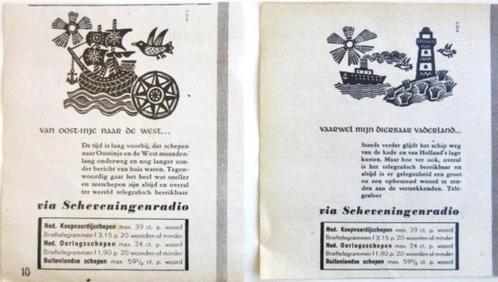 VAN OOST-INJE NAAR DE WEST...
De tijd is lang voorbij, dat schepen
naar Oostinje en de West maanden-
lang onderweg en nog langer zon-
der bericht van huis waren. Tegen-
woordig gaat het heel wat sneller
en zeeschepen zijn altijd en overal
ter wereld telegrafisch bereikbaar
via Scheveningenradio
Ned. Koopvaardijschepen max. 39 ct. p. woord
Brieftelegrammen f 3.15 p. 20 woorden of minder
Ned. Oorlogsschepen max. 24 ct. p. woord
Brieftelegrammen f 1,90 p. 20 woorden of minder
Buitenlandse schepen max. 59½ ct. p. woord
10
VAARWEL MIJN DIERBAAR VADERLAND...
Steeds verder glijdt het schip weg
van de kade en van Holland's lage
kusten. Maar hoe ver ook, overal
is het telegrafisch bereikbaar en
altijd is er gelegenheid een groet
en een opbeurend woord te zen-
den aan de vertrekkenden. Tele-
grafeer
via Scheveningenradio
Ned. Koopvaardijschepen max. 39 ct. p. woord
Brieftelegrammen f 3.15 p. 20 woorden of minder
Ned. Oorlogsschepen max. 24 ct. p. woord
Brieftelegrammen f 1,90 p. 20 woorden of minder
Buitenlandse schepen max. 59½ ct. p. woord